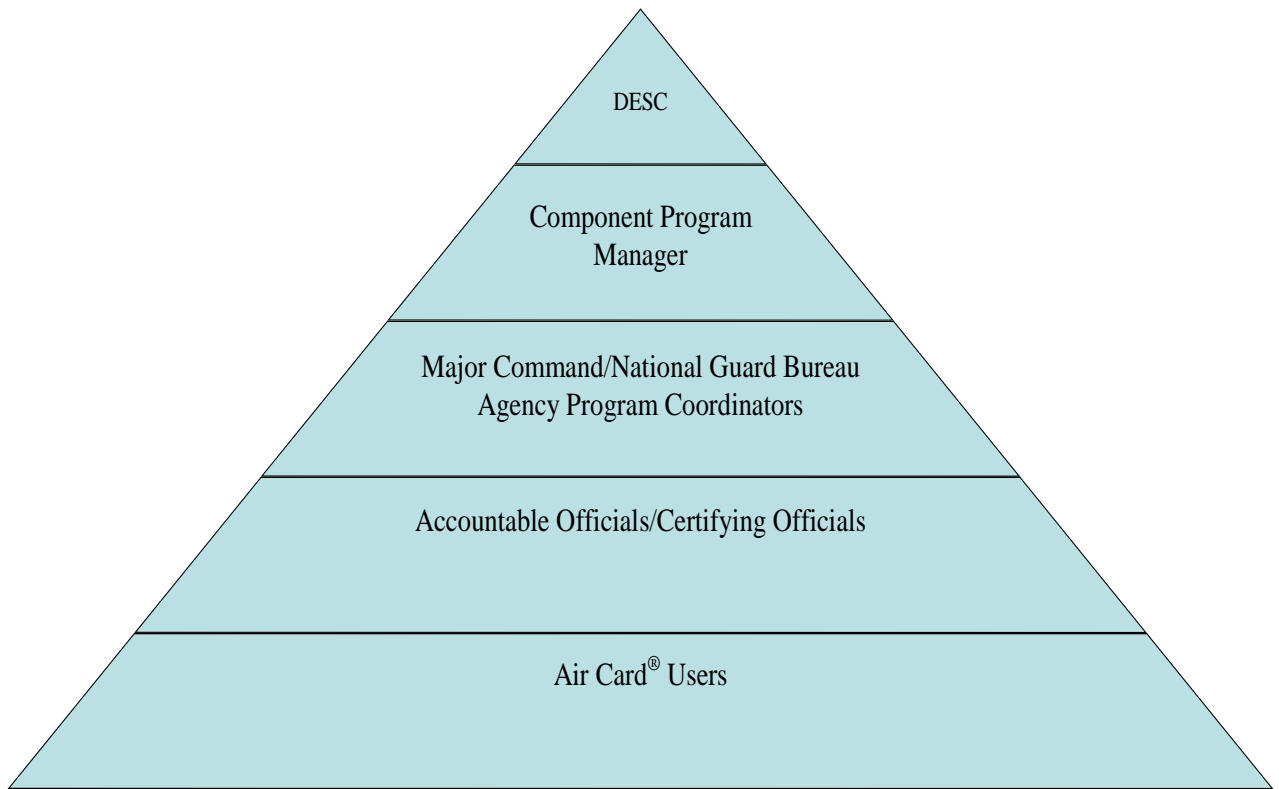 DESC
Component Program
Manager
Major Command/National Guard Bureau
Agency Program Coordinators
Accountable Officials/Certifying Officials
Air Card® Users